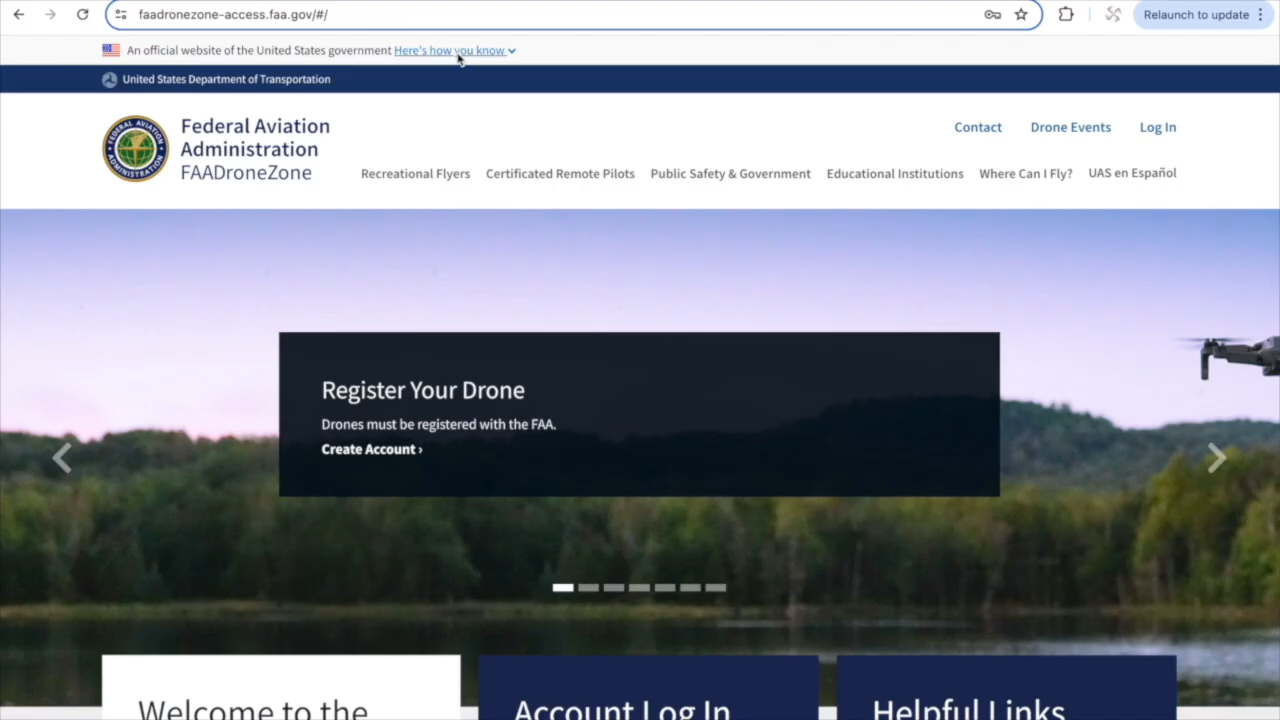 faadronezone-access.faa.gov/#/
Relaunch to update
An official website of the United States government Here's how you know
United States Department of Transportation
Federal Aviation
Administration
FAADroneZone
Contact
Drone Events
Log In
Recreational Flyers
Certificated Remote Pilots
Public Safety & Government
Educational Institutions
Where Can I Fly?
UAS en Español
Register Your Drone
Drones must be registered with the FAA.
Create Account ›
Welcome to the
Account Log In
Helpful Links